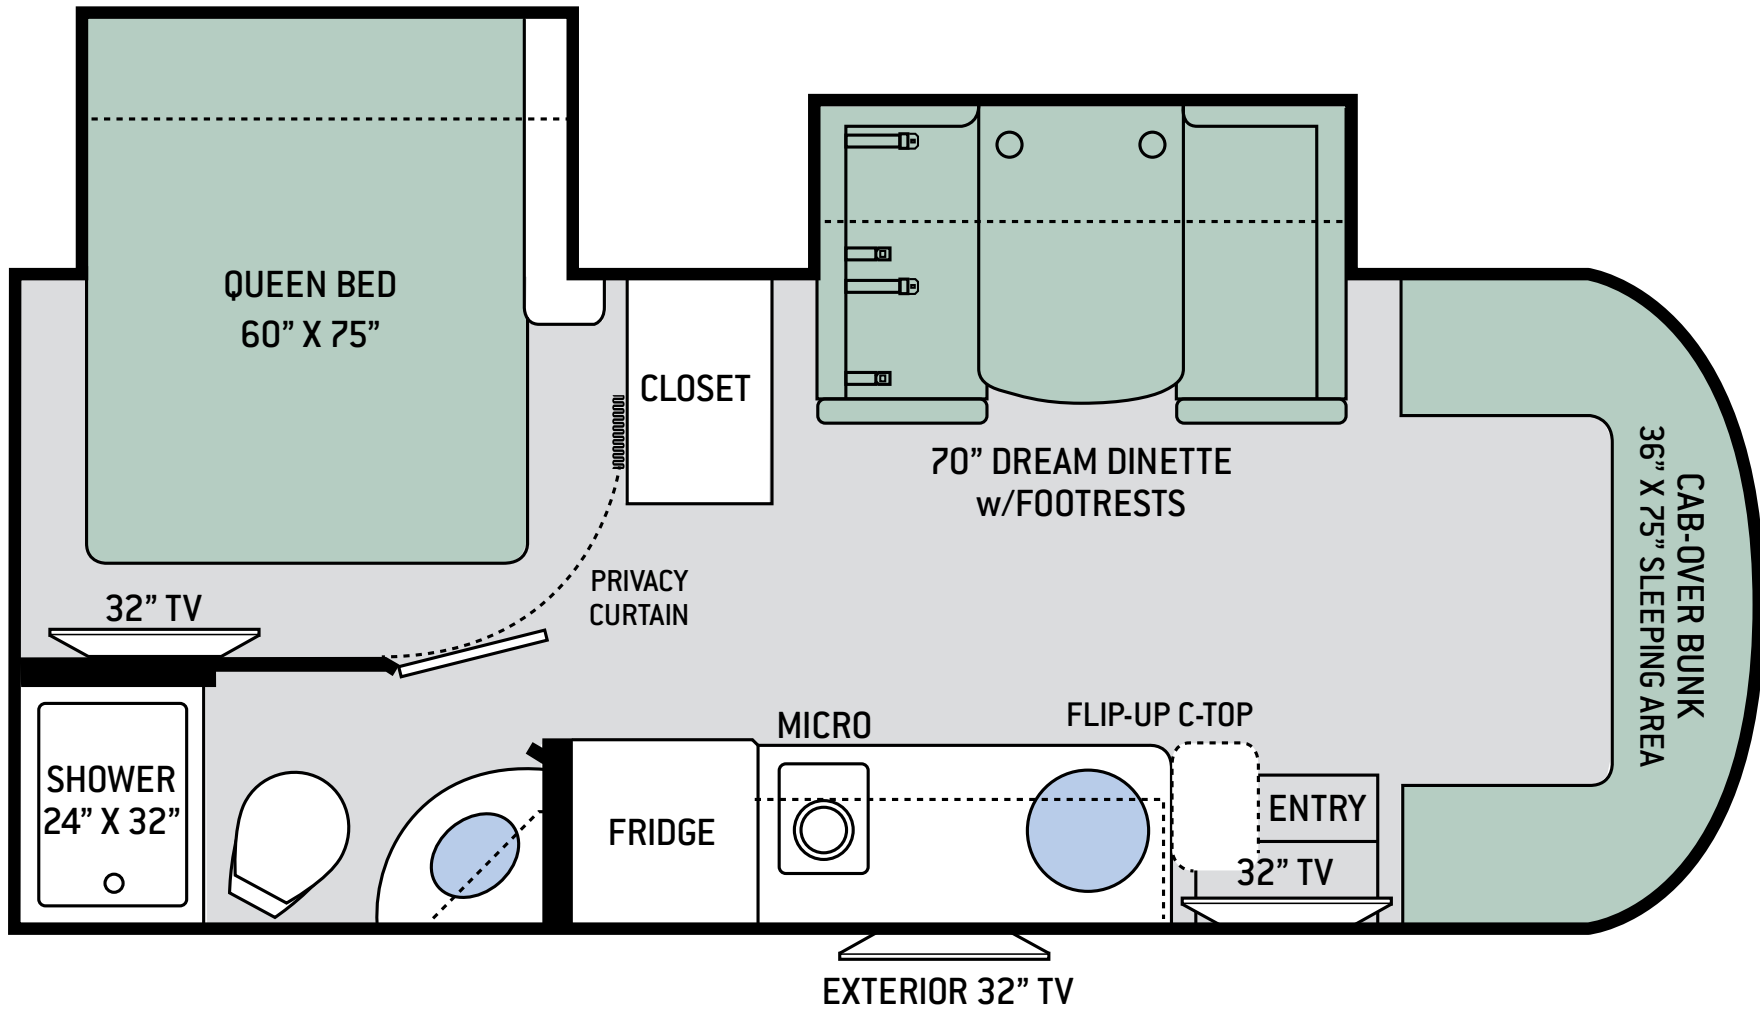 QUEEN BED
60” X 75”
CLOSET
70” DREAM DINETTE
w/FOOTRESTS
CAB-OVER BUNK
36” X 75” SLEEPING AREA
PRIVACY
CURTAIN
32” TV
SHOWER
24” X 32”
FRIDGE
MICRO
FLIP-UP C-TOP
ENTRY
32” TV
EXTERIOR 32” TV